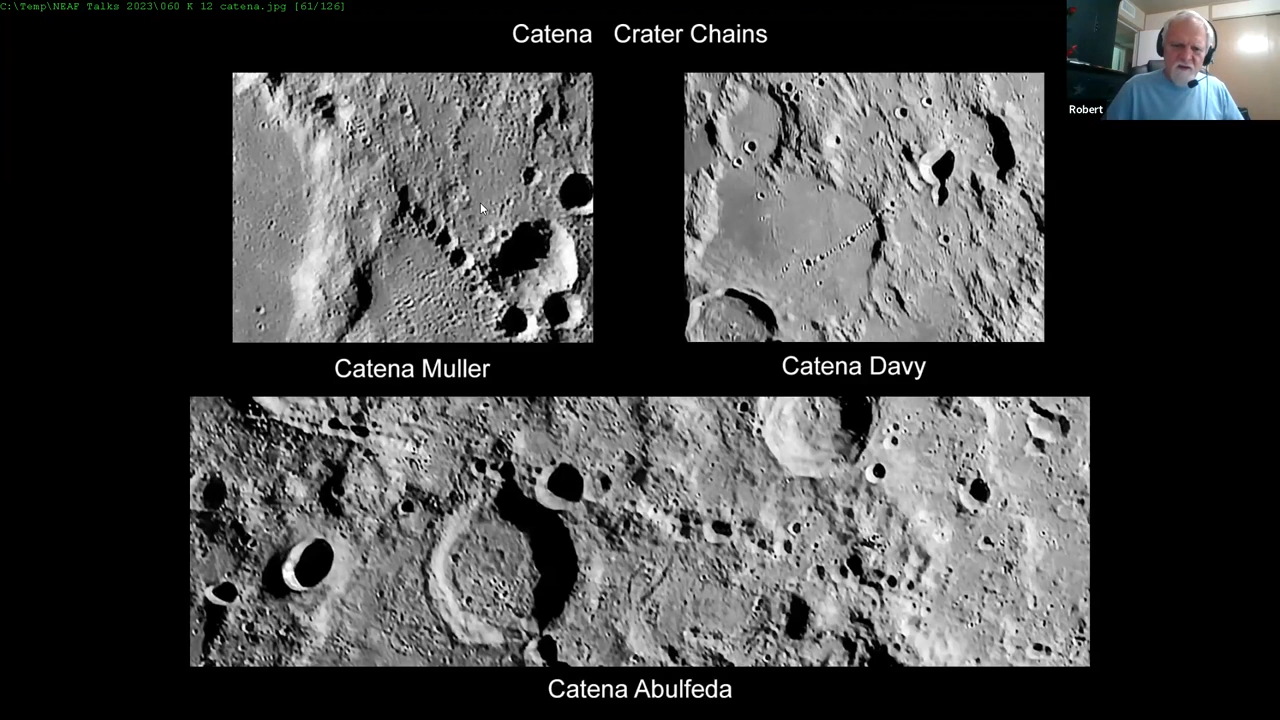 C:\Temp\NEAF Talks 2023\060 K 12 catena.jpg [61/126]
Catena Crater Chains
Robert
Catena Muller
Catena Davy
Catena Abulfeda